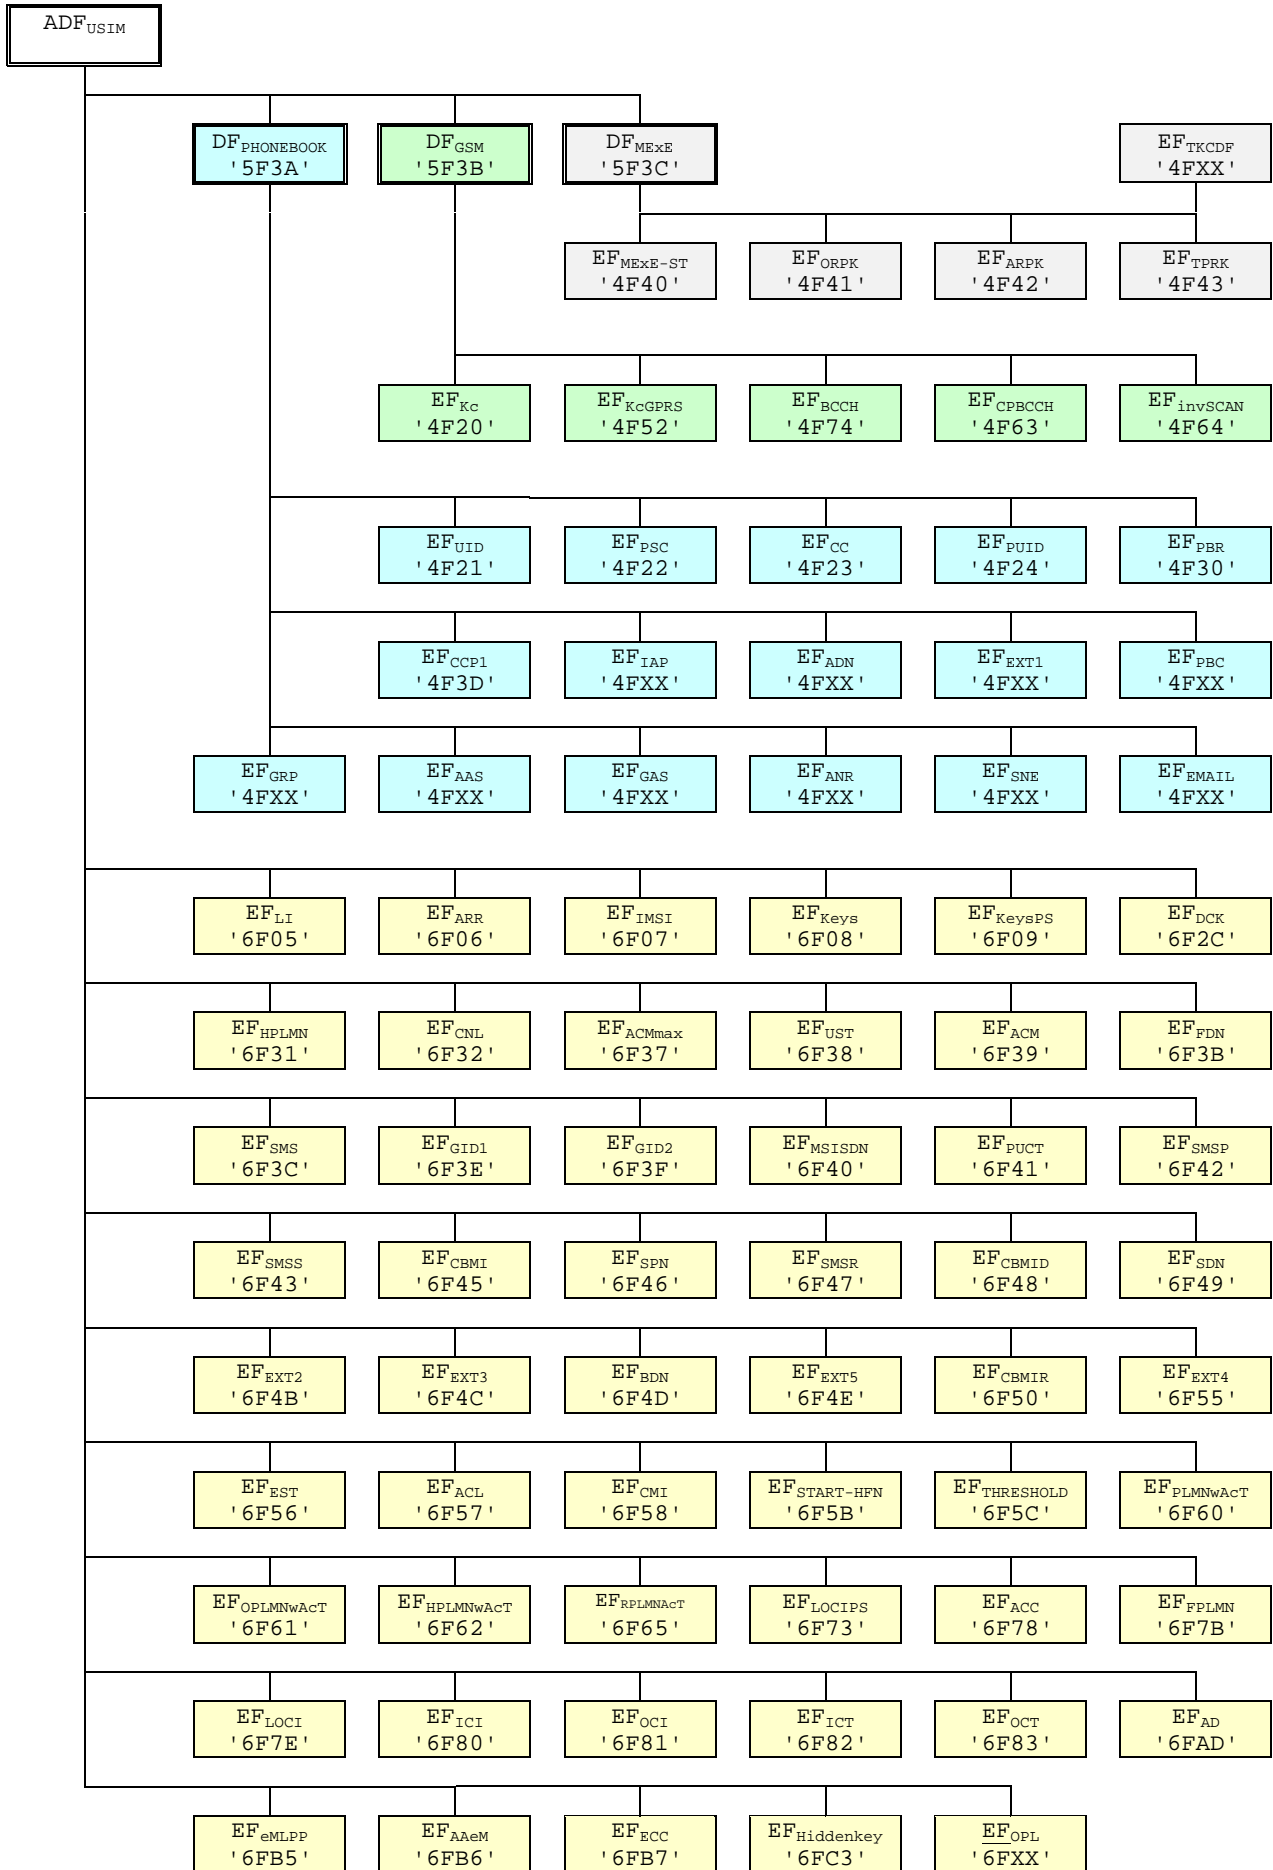 ADFUSIM
DFPHONEBOOK DFGSM DFMExE EFTKCDF
'5F3A' '5F3B' '5F3C' '4FXX'
EFMExE-ST EFORPK EFARPK EFTPRK
'4F40' '4F41' '4F42' '4F43'
EFKc EFKcGPRS EFBCCH EFCPBCCH EFinvSCAN
'4F20' '4F52' '4F74' '4F63' '4F64'
EFUID EFPSC EFCC EFPUID EFPBR
'4F21' '4F22' '4F23' '4F24' '4F30'
EFCCP1 EFIAP EFADN EFEXT1 EFPBC
'4F3D' '4FXX' '4FXX' '4FXX' '4FXX'
EFGRP EFAAS EFGAS EFANR EFSNE EFEMAIL
'4FXX' '4FXX' '4FXX' '4FXX' '4FXX' '4FXX'
EFLI EFARR EFIMSI EFKeys EFKeysPS EFDCK
'6F05' '6F06' '6F07' '6F08' '6F09' '6F2C'
EFHPLMN EFCNL EFACMmax EFUST EFACM EFFDN
'6F31' '6F32' '6F37' '6F38' '6F39' '6F3B'
EFSMS EFGID1 EFGID2 EFMSISDN EFPUCT EFSMSP
'6F3C' '6F3E' '6F3F' '6F40' '6F41' '6F42'
EFSMSS EFCBMI EFSPN EFSMSR EFCBMID EFSDN
'6F43' '6F45' '6F46' '6F47' '6F48' '6F49'
EFEXT2 EFEXT3 EFBDN EFEXT5 EFCBMIR EFEXT4
'6F4B' '6F4C' '6F4D' '6F4E' '6F50' '6F55'
EFEST EFACL EFCMI EFSTART-HFN EFTHRESHOLD EFPLMNwAcT
'6F56' '6F57' '6F58' '6F5B' '6F5C' '6F60'
EFOPLMNwAcT EFHPLMNwAcT EFRPLMNAcT EFLOCIPS EFACC EFFPLMN
'6F61' '6F62' '6F65' '6F73' '6F78' '6F7B'
EFLOCI EFICI EFOCI EFICT EFOCT EFAD
'6F7E' '6F80' '6F81' '6F82' '6F83' '6FAD'
EFeMLPP EFAAeM EFECC EFHiddenkey EFOPL
'6FB5' '6FB6' '6FB7' '6FC3' '6FXX'